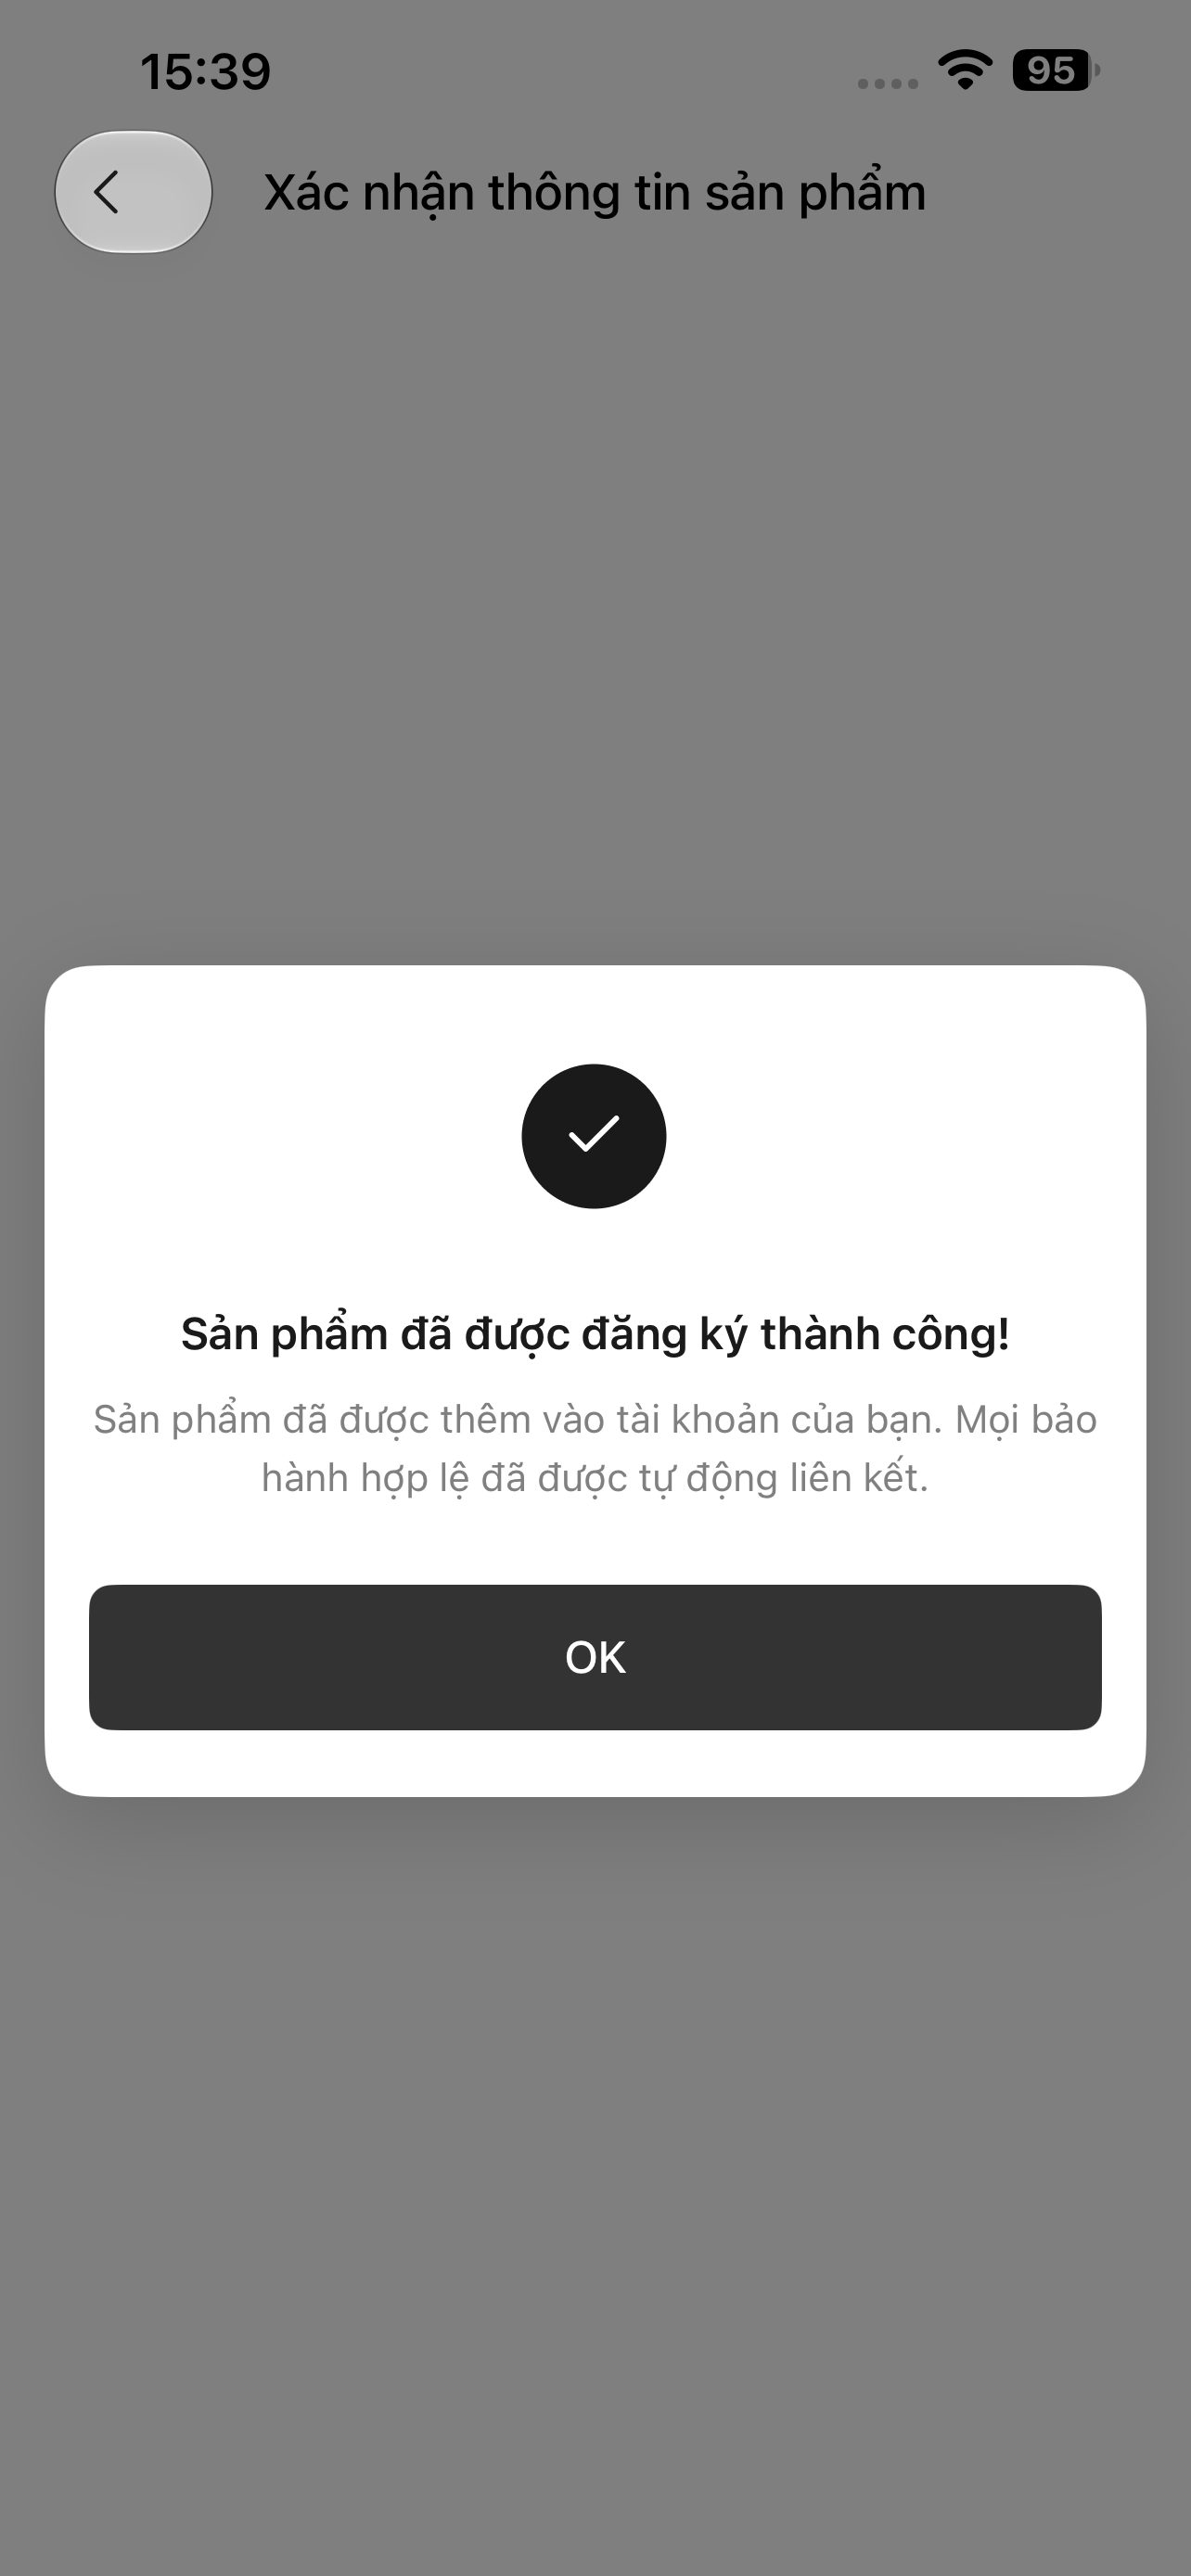 15:39
95
Xác nhận thông tin sản phẩm
Sản phẩm đã được đăng ký thành công!
Sản phẩm đã được thêm vào tài khoản của bạn. Mọi bảo
hành hợp lệ đã được tự động liên kết.
OK